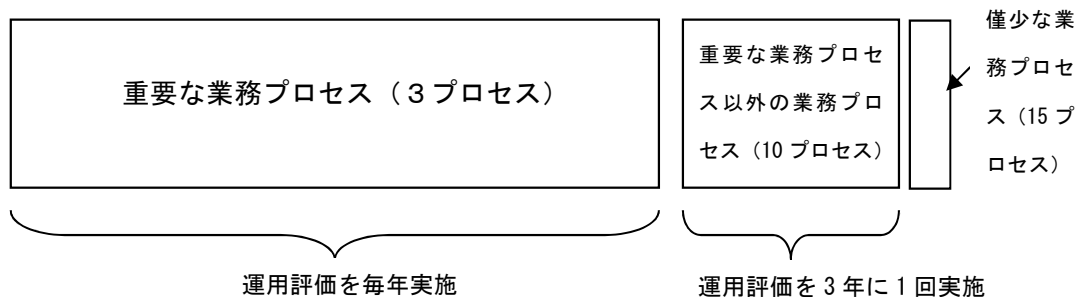 重要な業務プロセス（３プロセス）
重要な業務プロセ
ス以外の業務プロ
セス（10 プロセス）
僅少な業
務プロセ
ス（15 プ
ロセス）
運用評価を毎年実施
運用評価を 3 年に 1 回実施